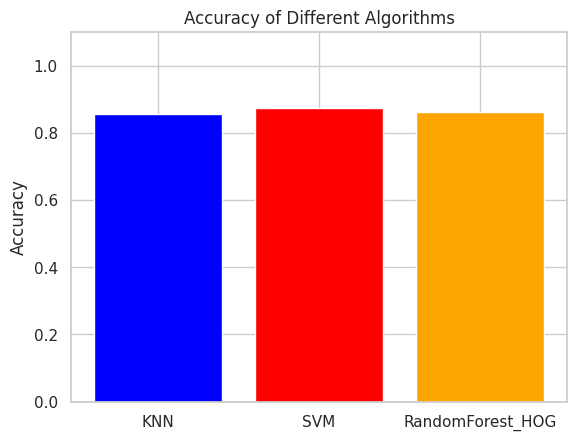 Accuracy of Different Algorithms
1.0
0.8
0.6
0.4
0.2
0.0
Accuracy
KNN
SVM
RandomForest_HOG